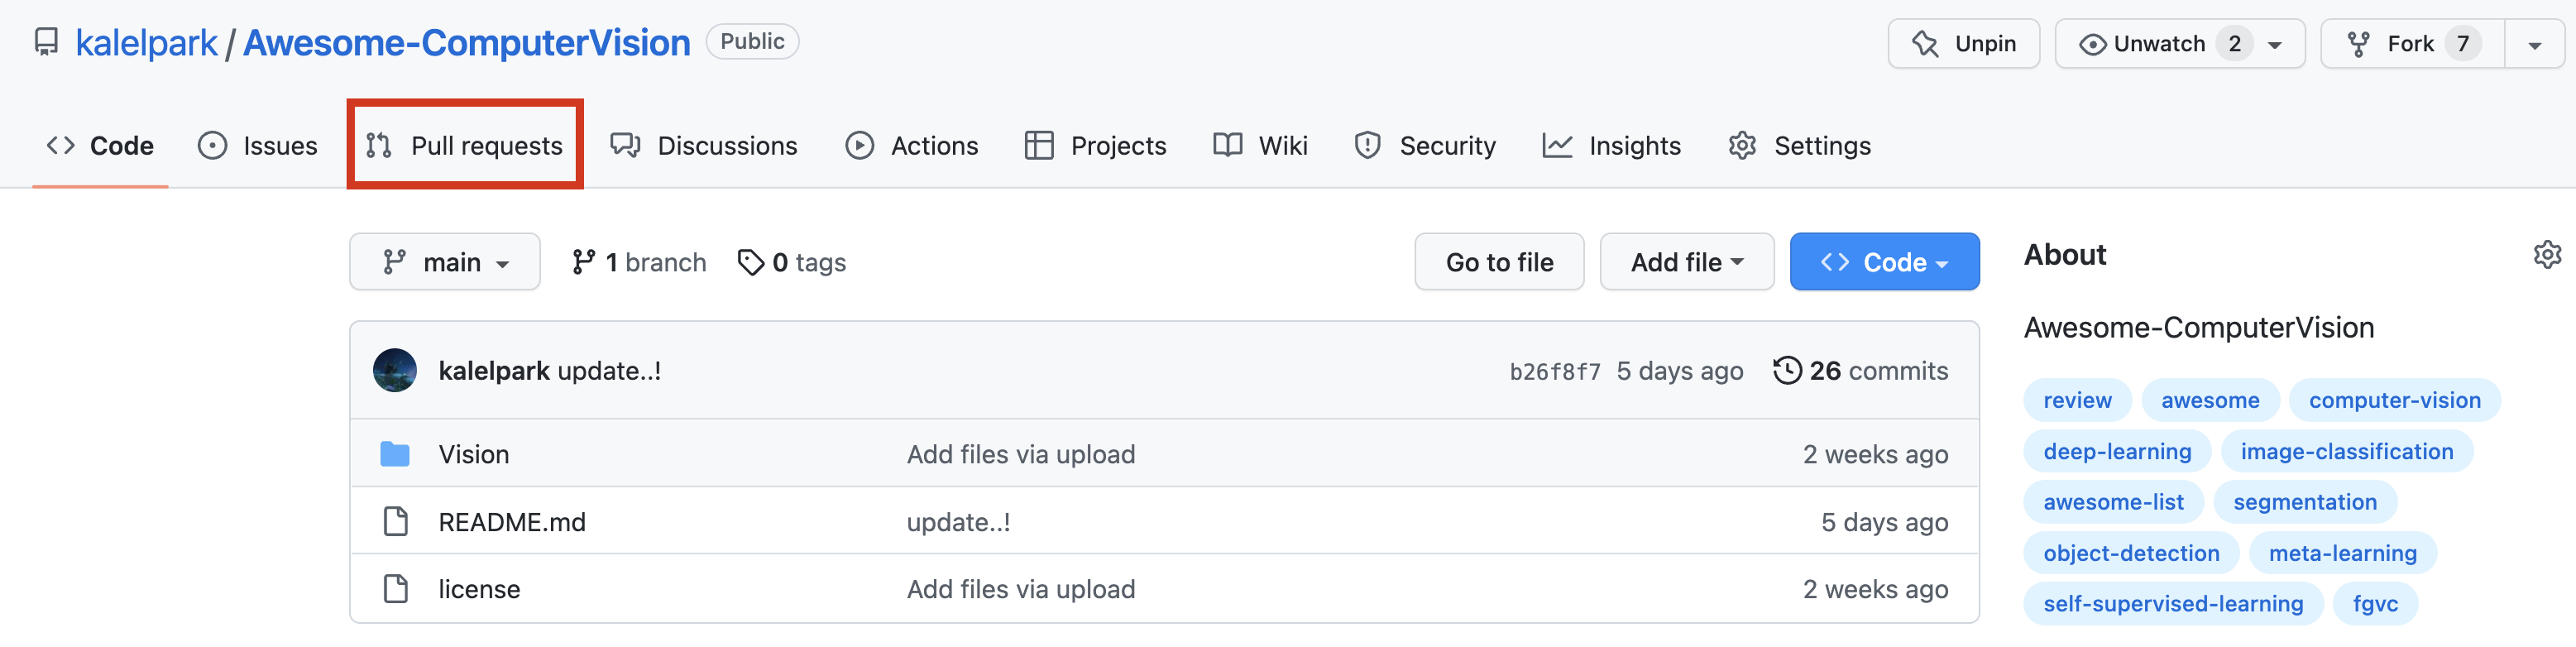 kalelpark / Awesome-ComputerVision Public Unpin Unwatch 2 Fork 7
Code Issues Pull requests Discussions Actions Projects Wiki Security Insights Settings
main 1 branch 0 tags Go to file Add file Code
kalelpark update..! b26f8f7 5 days ago 26 commits
Vision Add files via upload 2 weeks ago
README.md update..! 5 days ago
license Add files via upload 2 weeks ago
About
Awesome-ComputerVision
review awesome computer-vision
deep-learning image-classification
awesome-list segmentation
object-detection meta-learning
self-supervised-learning fgvc